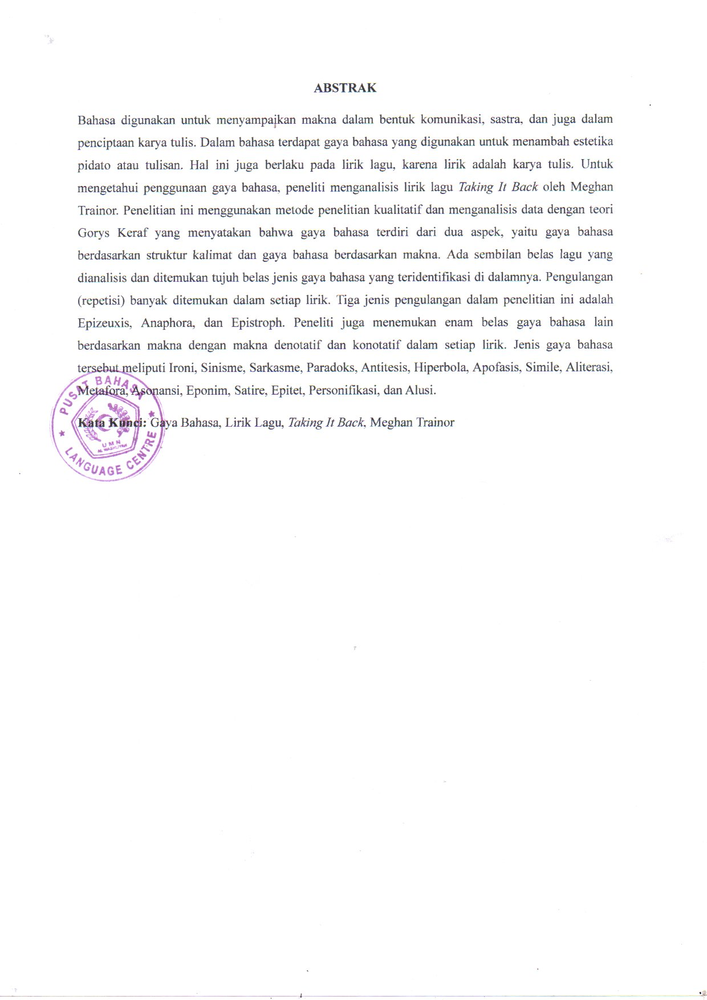 ABSTRAK
Bahasa digunakan untuk menyampaikan makna dalam bentuk komunikasi, sastra, dan juga dalam
penciptaan karya tulis. Dalam bahasa terdapat gaya bahasa yang digunakan untuk menambah estetika
pidato atau tulisan. Hal ini juga berlaku pada lirik lagu, karena lirik adalah karya tulis. Untuk
mengetahui penggunaan gaya bahasa, peneliti menganalisis lirik lagu Taking It Back oleh Meghan
Trainor. Penelitian ini menggunakan metode penelitian kualitatif dan menganalisis data dengan teori
Gorys Keraf yang menyatakan bahwa gaya bahasa terdiri dari dua aspek, yaitu gaya bahasa
berdasarkan struktur kalimat dan gaya bahasa berdasarkan makna. Ada sembilan belas lagu yang
dianalisis dan ditemukan tujuh belas jenis gaya bahasa yang teridentifikasi di dalamnya. Pengulangan
(repetisi) banyak ditemukan dalam setiap lirik. Tiga jenis pengulangan dalam penelitian ini adalah
Epizeuxis, Anaphora, dan Epistroph. Peneliti juga menemukan enam belas gaya bahasa lain
berdasarkan makna dengan makna denotatif dan konotatif dalam setiap lirik. Jenis gaya bahasa
tersebut meliputi Ironi, Sinisme, Sarkasme, Paradoks, Antitesis, Hiperbola, Apofasis, Simile, Aliterasi,
Metafora, Asonansi, Eponim, Satire, Epitet, Personifikasi, dan Alusi.
Kata Kunci: Gaya Bahasa, Lirik Lagu, Taking It Back, Meghan Trainor
PUSAT BAHASA
UMN
AL WASHLIYAH
LANGUAGE CENTRE